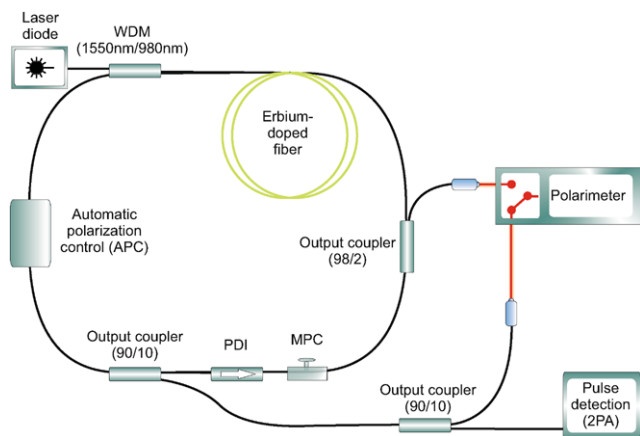 Laser
diode
WDM
(1550nm/980nm)
Erbium-
doped
fiber
Polarimeter
Automatic
polarization
control (APC)
Output coupler
(98/2)
Output coupler
(90/10)
PDI
MPC
Output coupler
(90/10)
Pulse
detection
(2PA)